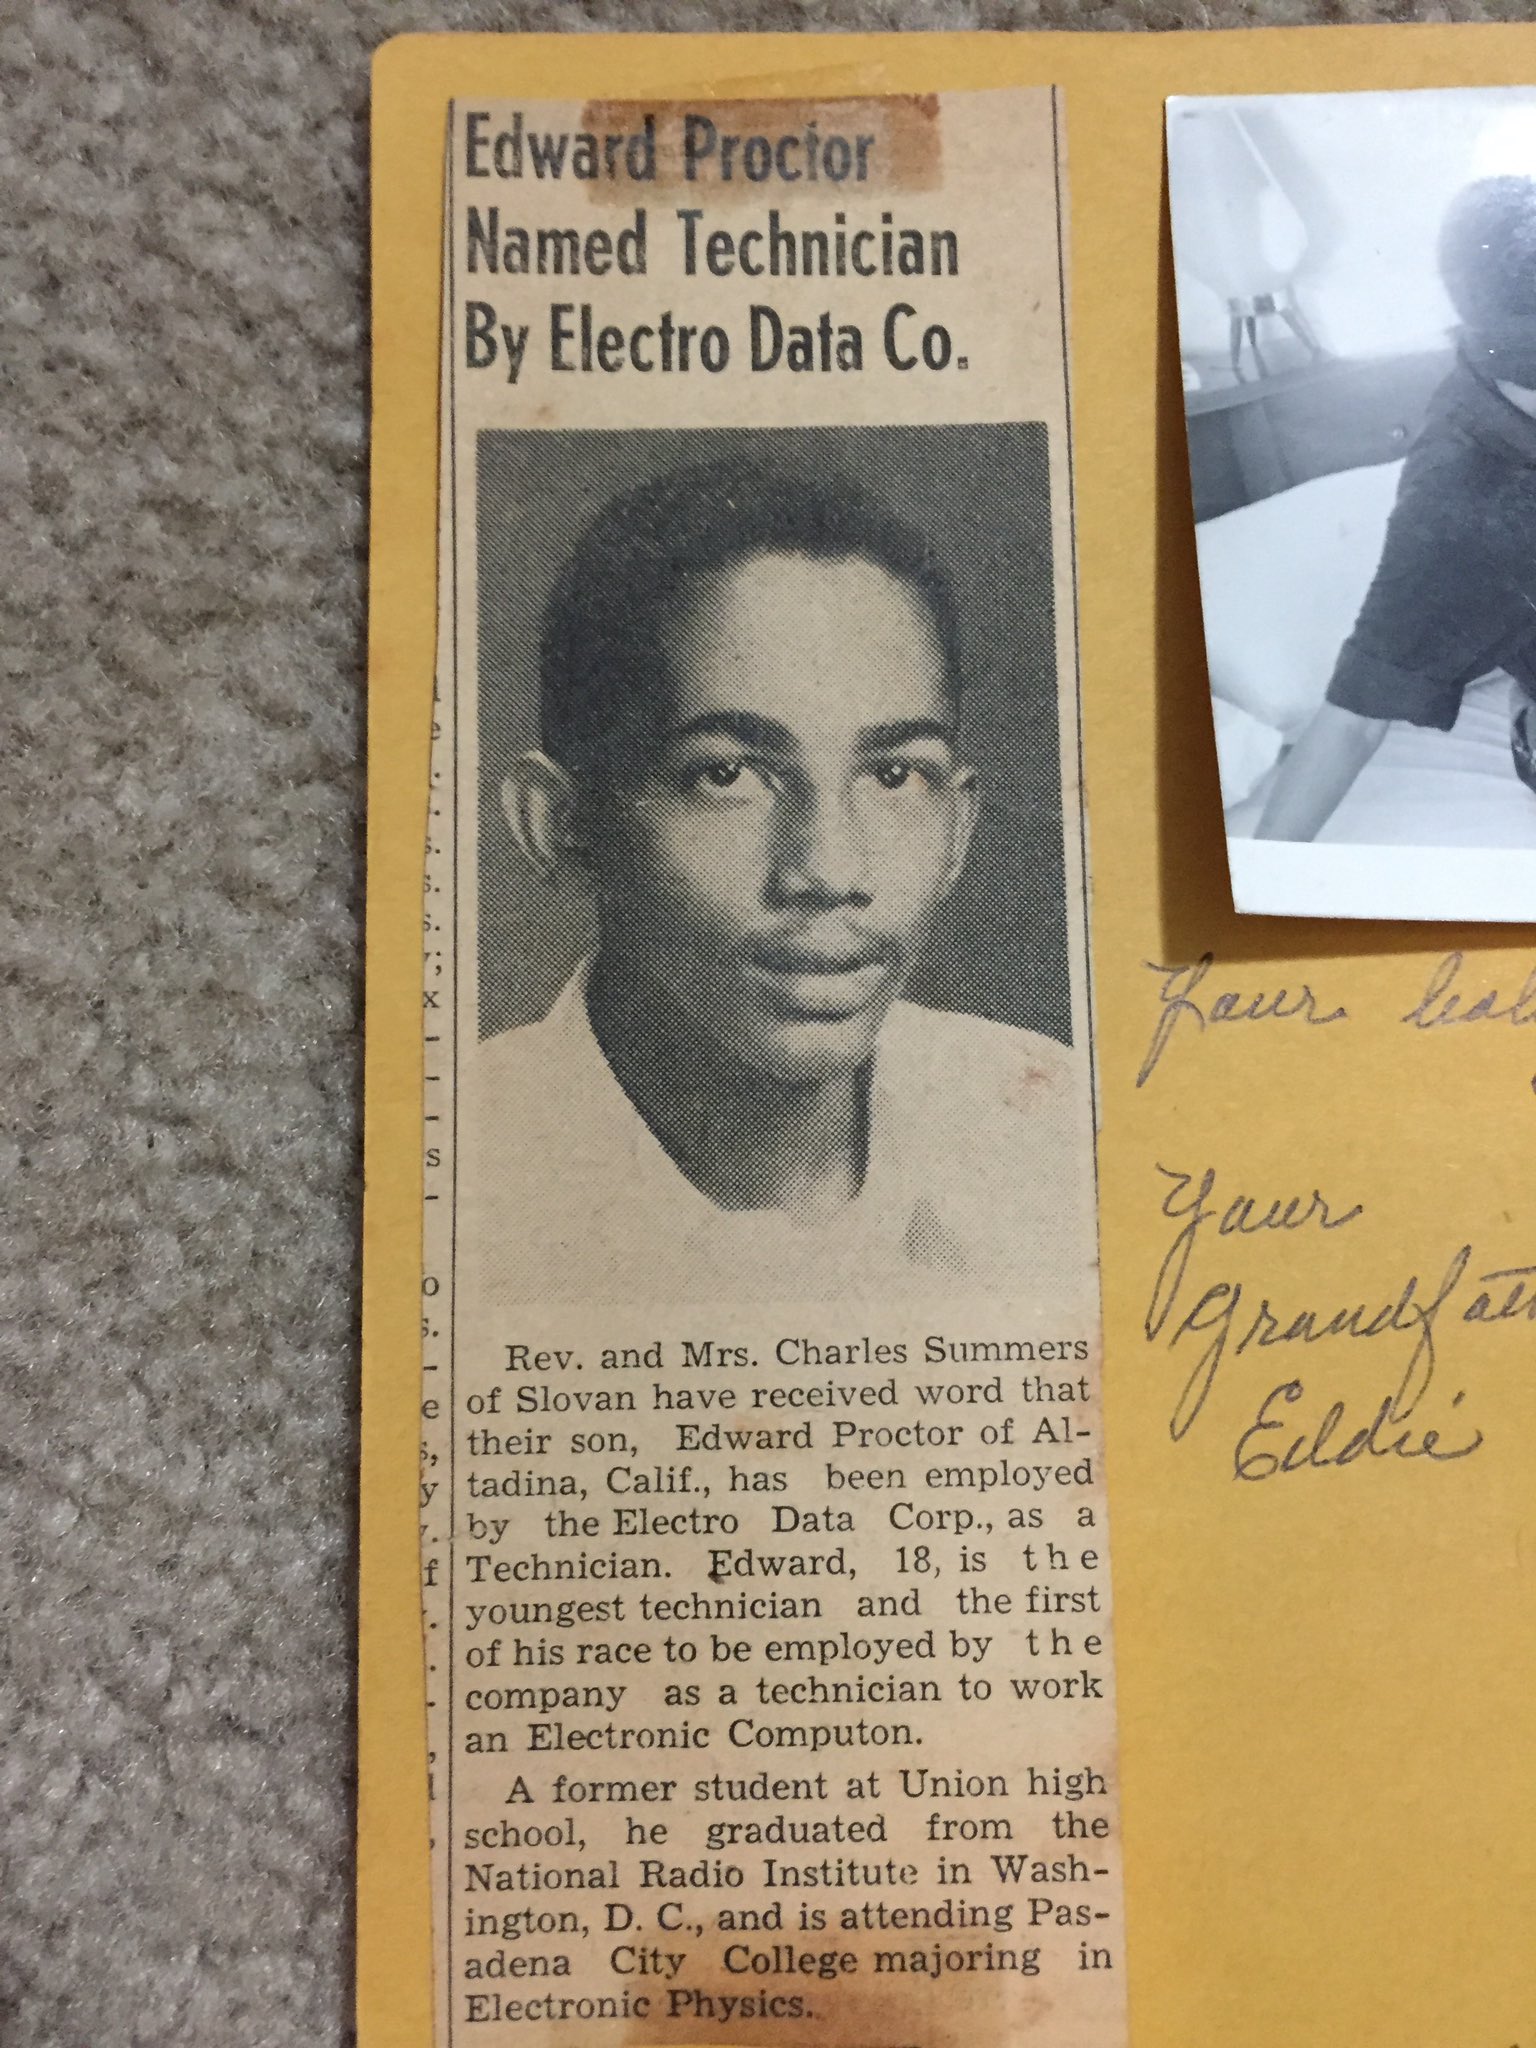 Edward Proctor
Named Technician
By Electro Data Co.
Rev. and Mrs. Charles Summers
of Slovan have received word that
their son, Edward Proctor of Al-
tadina, Calif., has been employed
by the Electro Data Corp., as a
Technician. Edward, 18, is the
youngest technician and the first
of his race to be employed by the
company as a technician to work
an Electronic Computon.
A former student at Union high
school, he graduated from the
National Radio Institute in Wash-
ington, D. C., and is attending Pas-
adena City College majoring in
Electronic Physics.
Your
Your
Eddie